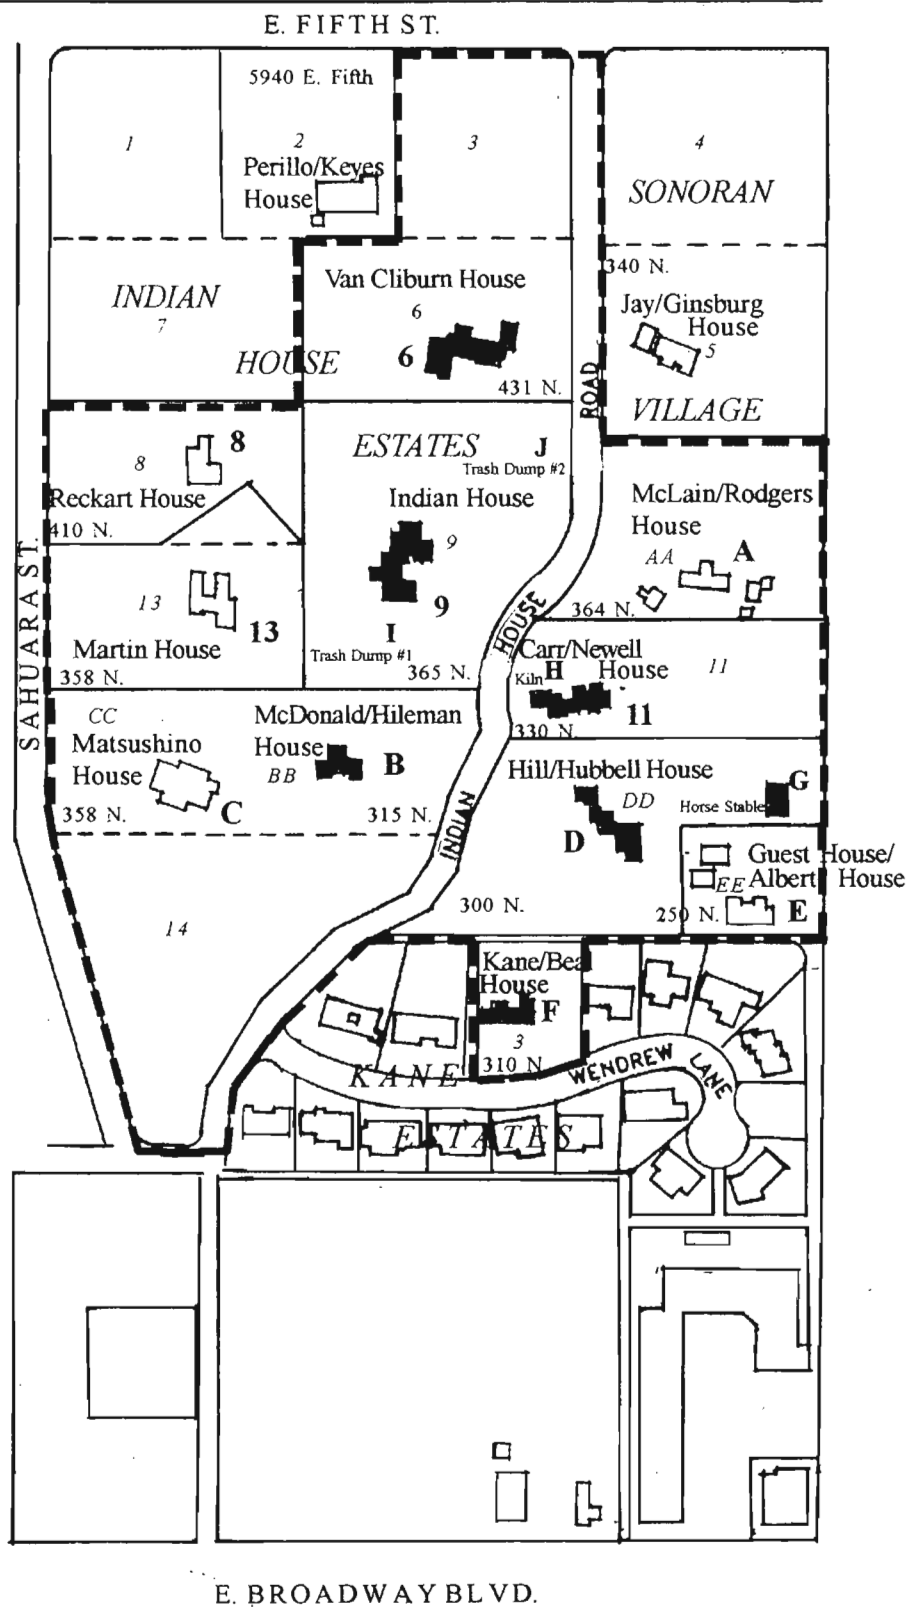 E. FIFTH ST.
5940 E. Fifth
1
2
3
4
Perillo/Keyes
House
SONORAN
340 N.
Van Cliburn House
INDIAN
7
6
Jay/Ginsburg
House
5
HOUSE
6
431 N.
ROAD
VILLAGE
8
8
ESTATES
J
Trash Dump #2
Reckart House
410 N.
Indian House
9
McLain/Rodgers
House
AA
A
SAHUARA ST.
13
13
9
HOUSE
364 N.
Martin House
I
Trash Dump #1
358 N.
365 N.
Carr/Newell
House
11
Kiln
H
11
330 N.
CC
McDonald/Hileman
House
Matsushino
House
BB
B
Hill/Hubbell House
DD
G
Horse Stable
358 N.
C
315 N.
INDIAN
D
Guest House/
Albert House
EE
300 N.
250 N.
E
14
Kane/Bea
House
F
3
310 N
KANE
WENDREW LANE
ESTATES
E. BROADWAY BLVD.